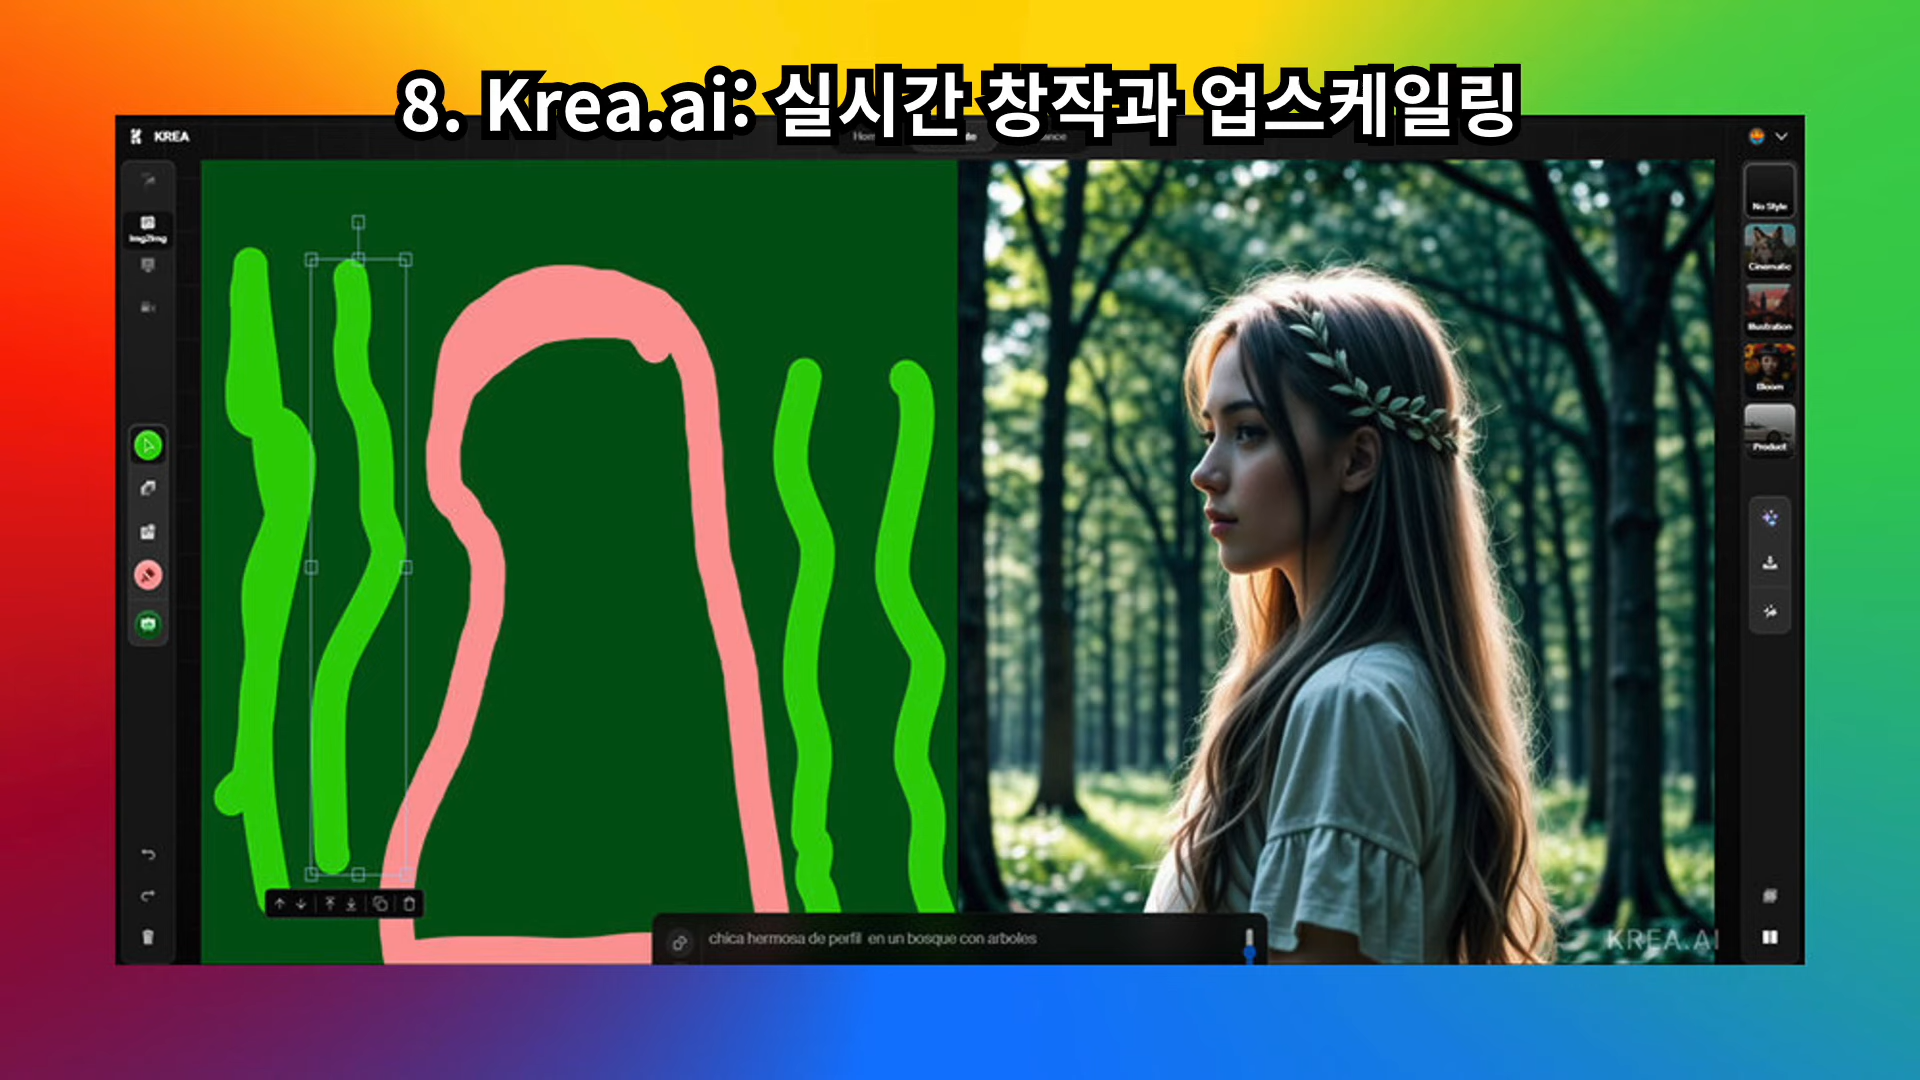 8. Krea.ai: 실시간 창작과 업스케일링
KREA
Img2Img
No Style
Cinematic
Illustration
Bloom
Product
chica hermosa de perfil en un bosque con arboles
KREA.AI